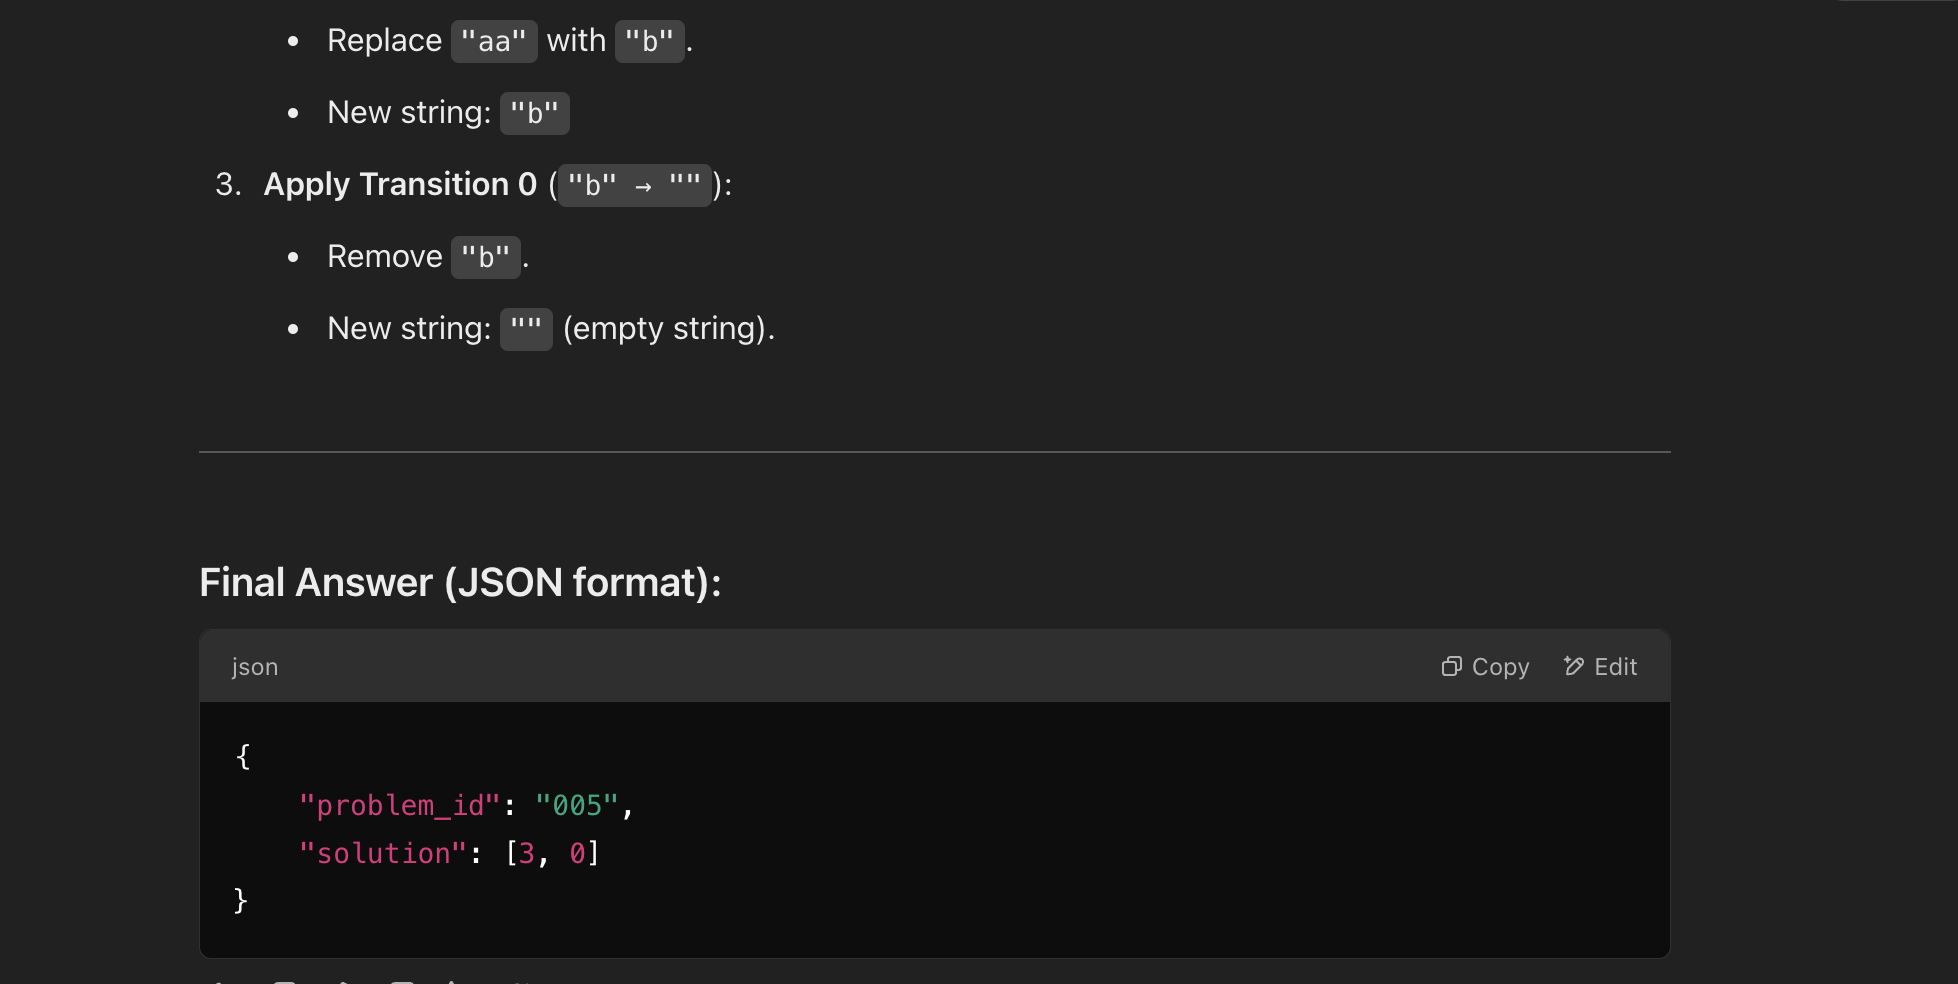 • Replace "aa" with "b".
• New string: "b"
3. Apply Transition 0 ("b" → ""):
• Remove "b".
• New string: "" (empty string).
Final Answer (JSON format):
json Copy Edit
{
"problem_id": "005",
"solution": [3, 0]
}